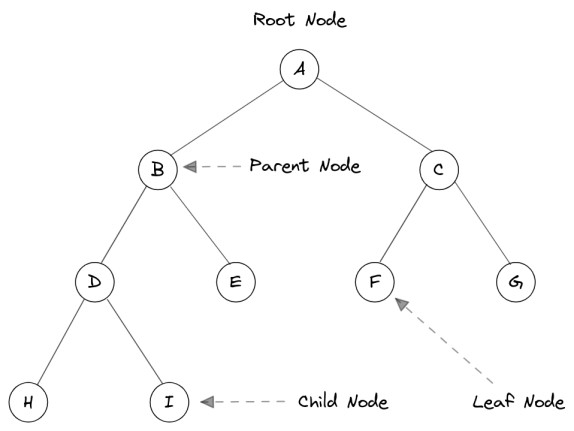 Root Node
A
B
Parent Node
C
D
E
F
G
H
I
Child Node
Leaf Node